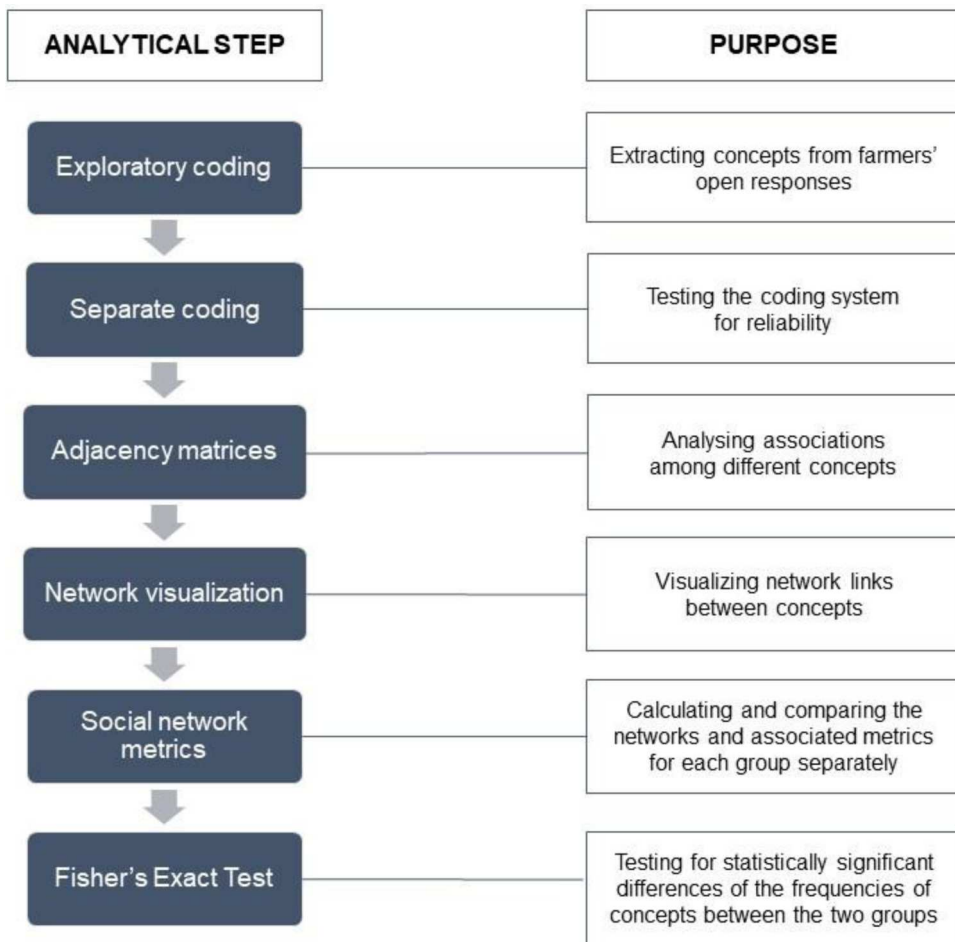 ANALYTICAL STEP
PURPOSE
Exploratory coding
Extracting concepts from farmers'
open responses
Separate coding
Testing the coding system
for reliability
Adjacency matrices
Analysing associations
among different concepts
Network visualization
Visualizing network links
between concepts
Social network
metrics
Calculating and comparing the
networks and associated metrics
for each group separately
Fisher's Exact Test
Testing for statistically significant
differences of the frequencies of
concepts between the two groups